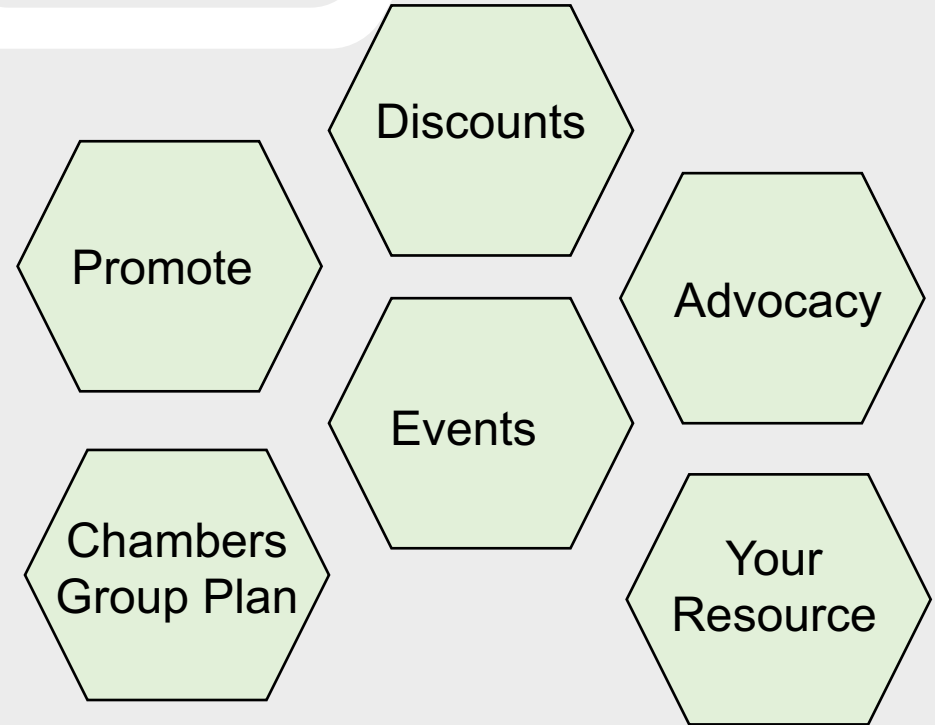 Discounts
Promote
Advocacy
Events
Chambers
Group Plan
Your
Resource